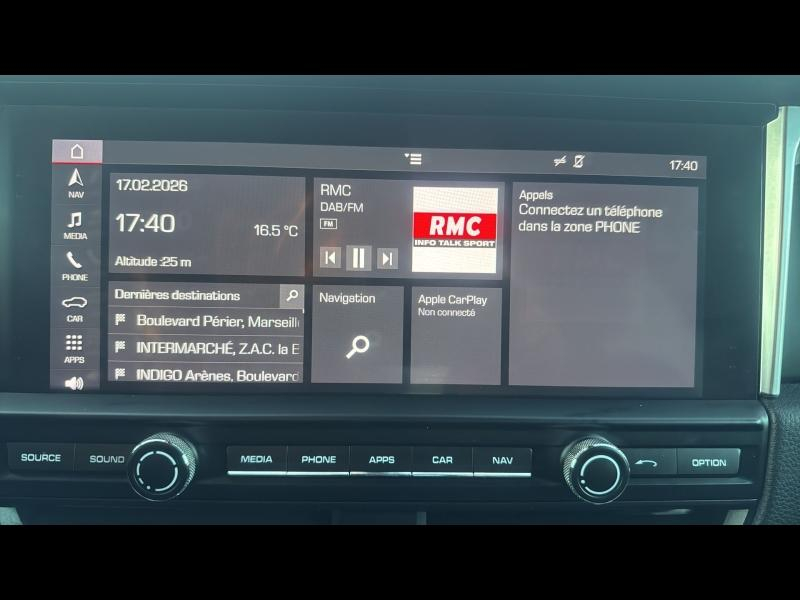 17:40
NAV
MEDIA
PHONE
CAR
APPS
17.02.2026
17:40
16.5 °C
Altitude :25 m
RMC
DAB/FM
FM
RMC
INFO TALK SPORT
Appels
Connectez un téléphone
dans la zone PHONE
Dernières destinations
Boulevard Périer, Marseill
INTERMARCHÉ, Z.A.C. la
INDIGO Arènes, Boulevard
Navigation
Apple CarPlay
Non connecté
SOURCE
SOUND
MEDIA
PHONE
APPS
CAR
NAV
OPTION